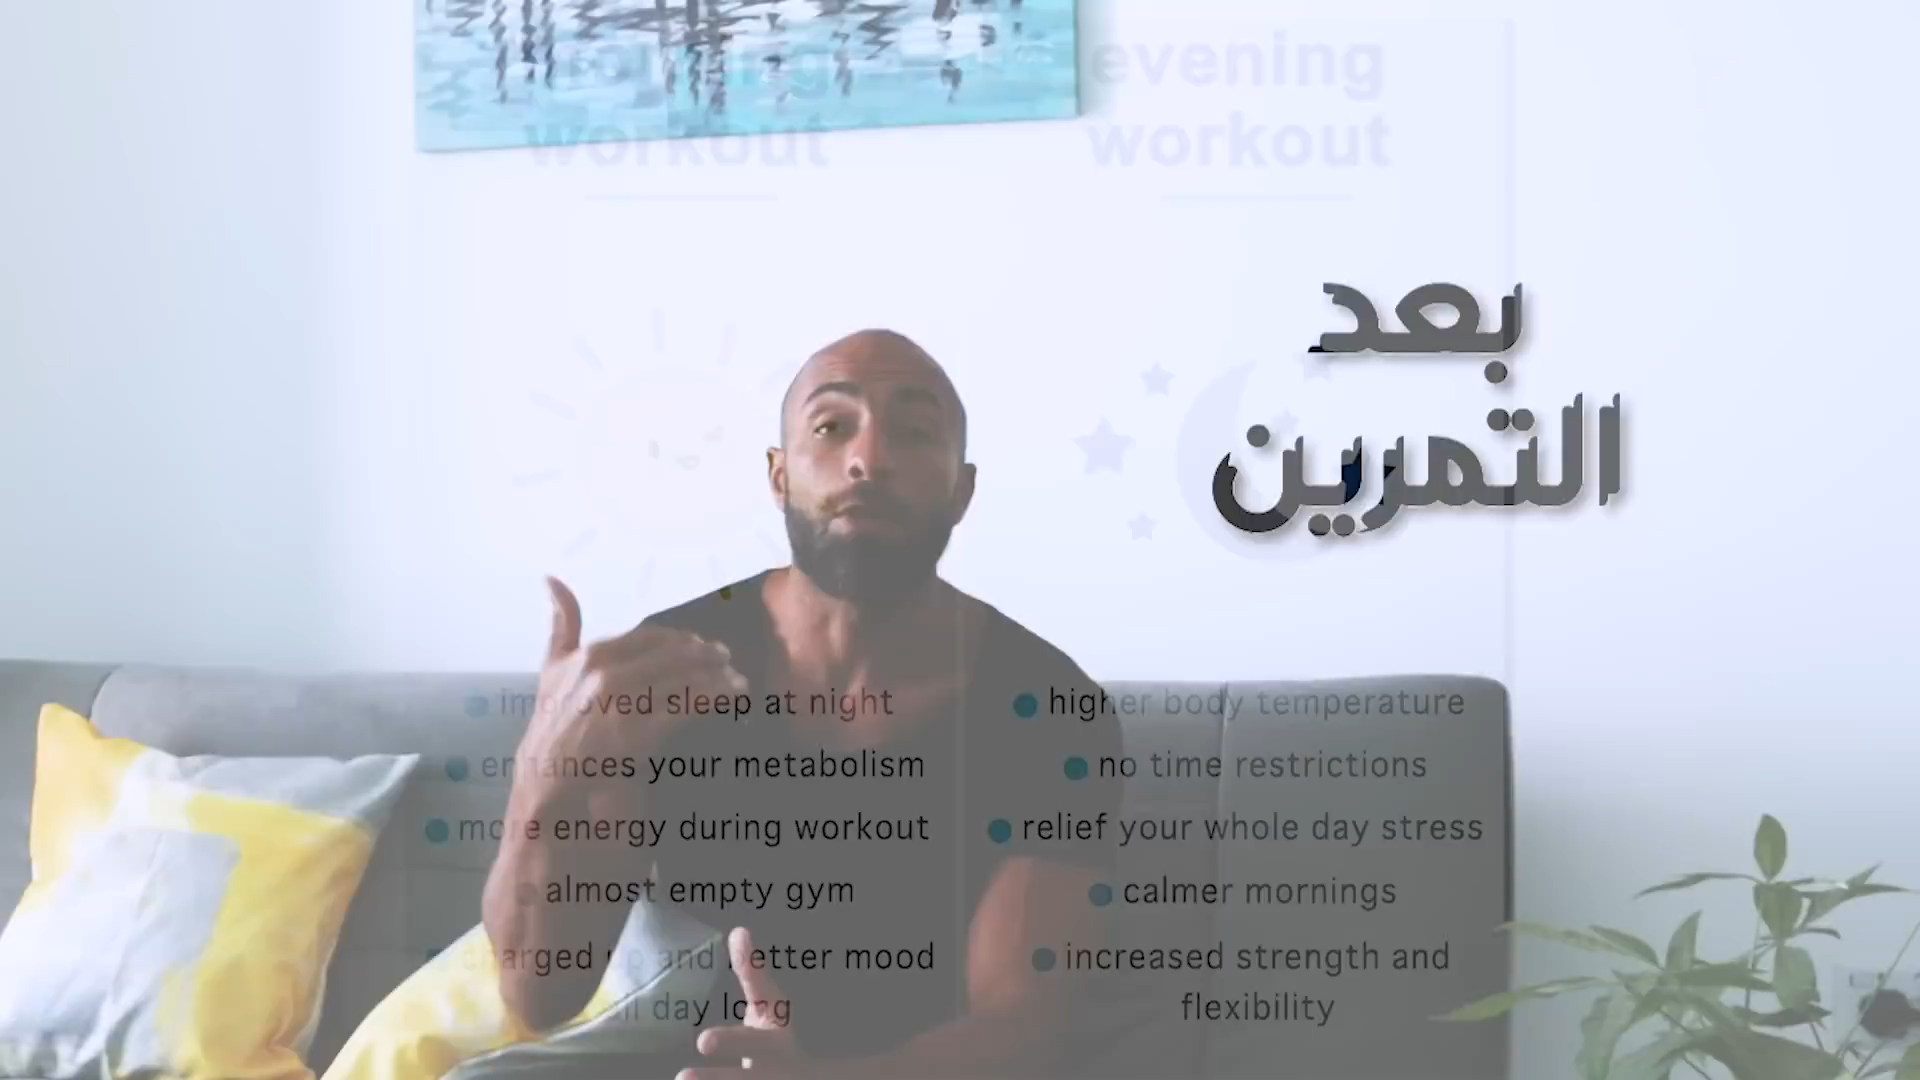 morning
workout
evening
workout
بعد
التمرين
improved sleep at night
enhances your metabolism
more energy during workout
almost empty gym
charged up and better mood
all day long
higher body temperature
no time restrictions
relief your whole day stress
calmer mornings
increased strength and
flexibility